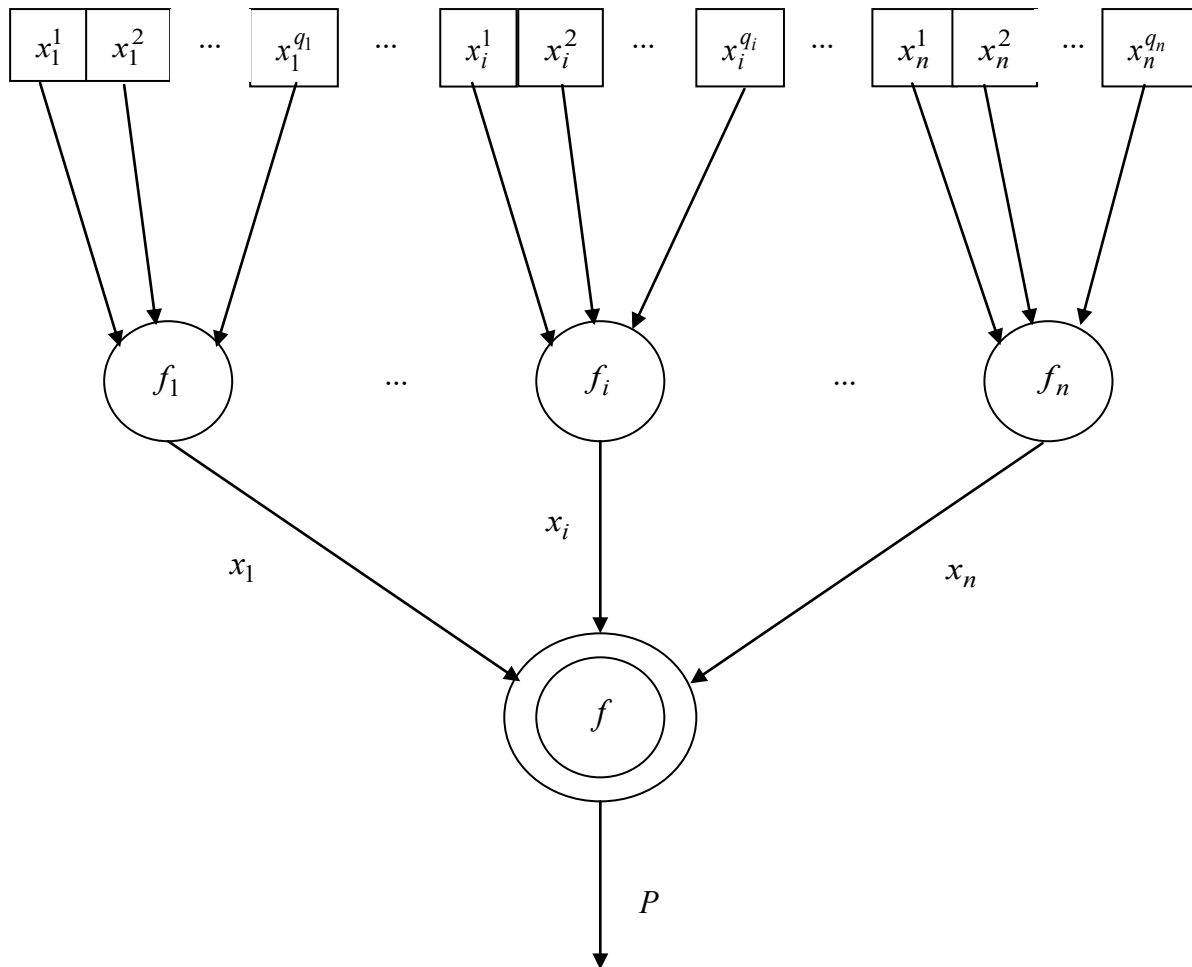 x_1^1 x_1^2 ... x_1^{q_1} ... x_i^1 x_i^2 ... x_i^{q_i} ... x_n^1 x_n^2 ... x_n^{q_n}
f_1 ... f_i ... f_n
x_i
x_1 x_n
f
P